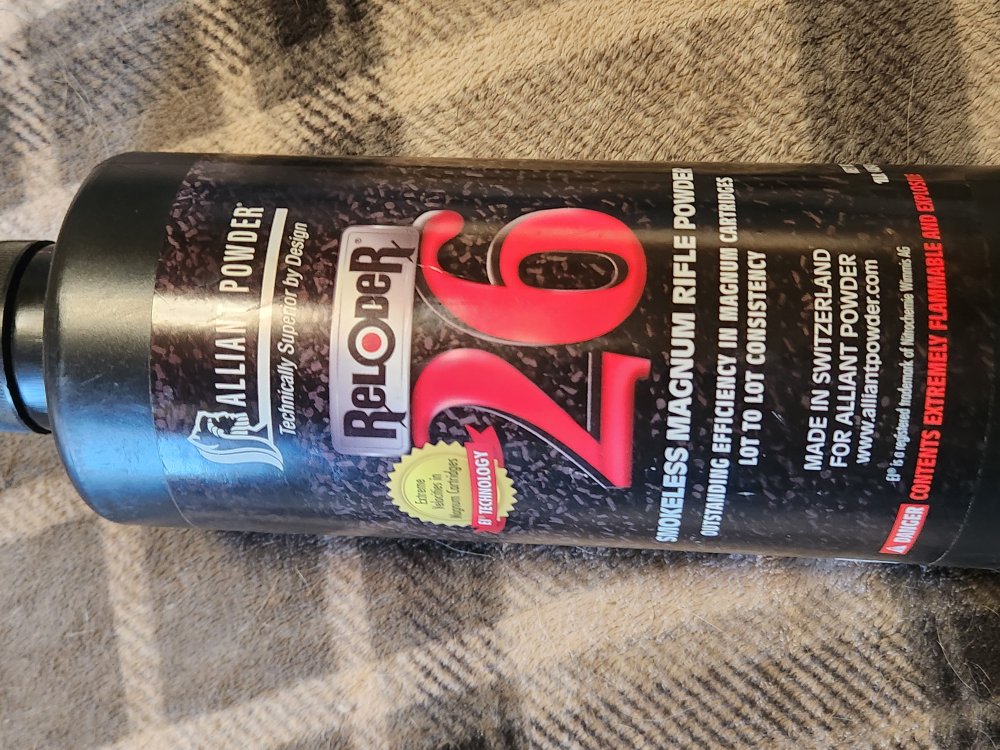 ALLIANT POWDER®
Technically Superior by Design
RELODER®
26
Extreme
Velocities in
Magnum Cartridges
EI® TECHNOLOGY
SMOKELESS MAGNUM RIFLE POWDER
OUTSTANDING EFFICIENCY IN MAGNUM CARTRIDGES
LOT TO LOT CONSISTENCY
MADE IN SWITZERLAND
FOR ALLIANT POWDER
www.alliantpowder.com
EI® is a registered trademark of Nitrochemie Wimmis AG
DANGER CONTENTS EXTREMELY FLAMMABLE AND EXPLOSIVE